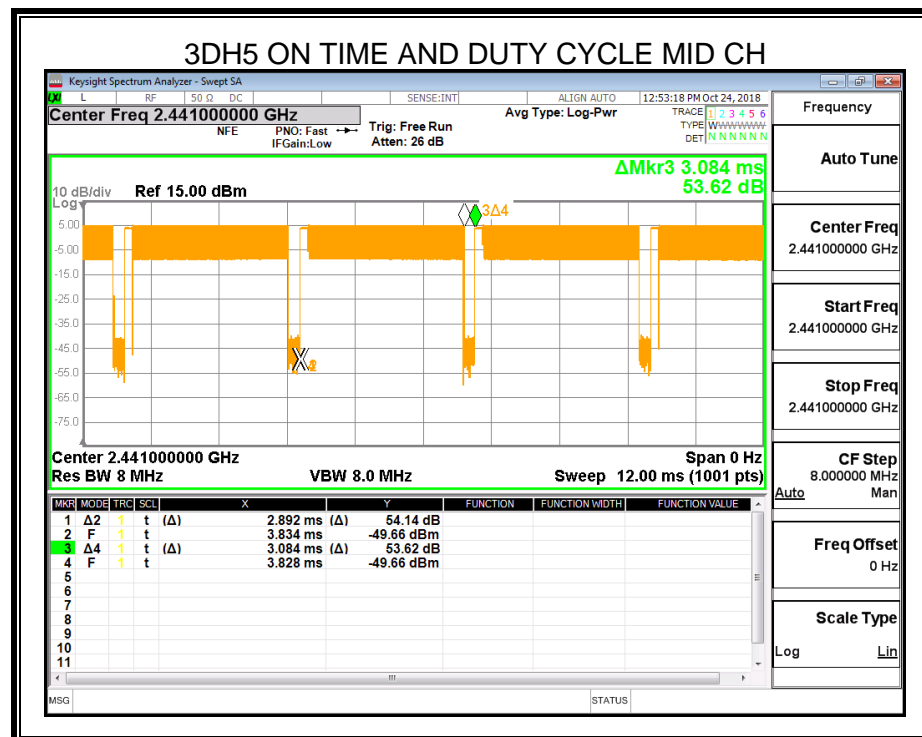 3DH5 ON TIME AND DUTY CYCLE MID CH
Keysight Spectrum Analyzer - Swept SA
LXI L RF 50 Ω DC SENSE:INT ALIGN AUTO 12:53:18 PM Oct 24, 2018
Center Freq 2.441000000 GHz
NFE PNO: Fast IFGain:Low
Trig: Free Run
Atten: 26 dB
Avg Type: Log-Pwr
TRACE 1 2 3 4 5 6
TYPE WWWWWW
DET N N N N N N
ΔMkr3 3.084 ms
53.62 dB
10 dB/div Ref 15.00 dBm
Log
5.00
-5.00
-15.0
-25.0
-35.0
-45.0
-55.0
-65.0
-75.0
3Δ4
Center 2.441000000 GHz Span 0 Hz
Res BW 8 MHz VBW 8.0 MHz Sweep 12.00 ms (1001 pts)
MKR MODE TRC SCL X Y FUNCTION FUNCTION WIDTH FUNCTION VALUE
1 Δ2 1 t (Δ) 2.892 ms (Δ) 54.14 dB
2 F 1 t 3.834 ms -49.66 dBm
3 Δ4 1 t (Δ) 3.084 ms (Δ) 53.62 dB
4 F 1 t 3.828 ms -49.66 dBm
5
6
7
8
9
10
11
MSG STATUS
Frequency
Auto Tune
Center Freq
2.441000000 GHz
Start Freq
2.441000000 GHz
Stop Freq
2.441000000 GHz
CF Step
8.000000 MHz
Auto Man
Freq Offset
0 Hz
Scale Type
Log Lin